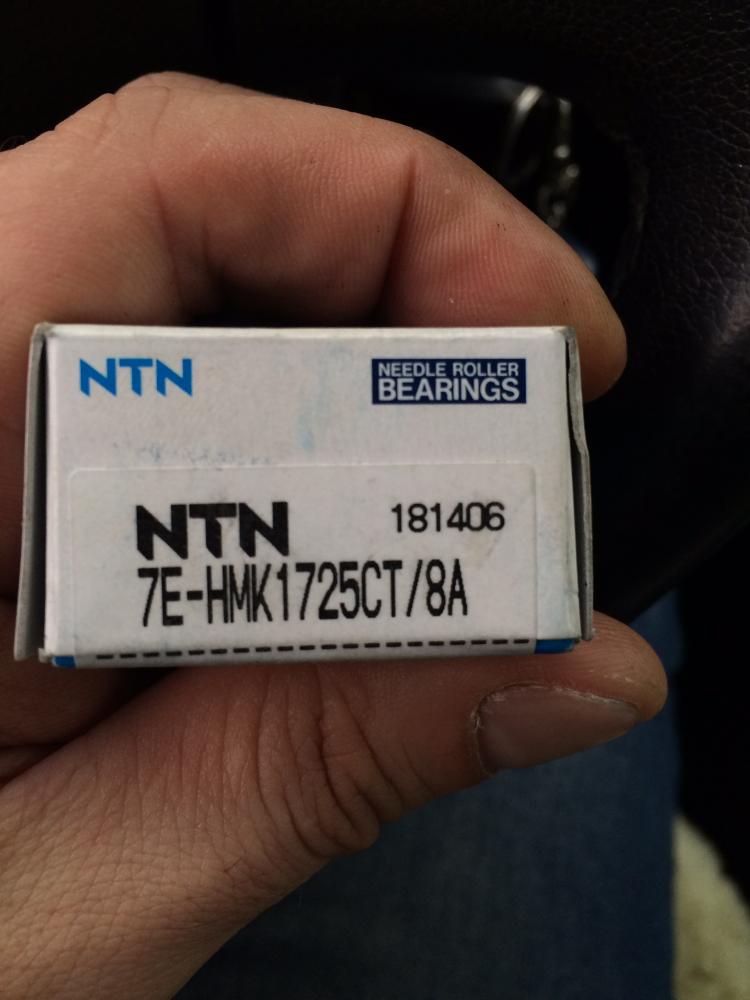 NTN
NEEDLE ROLLER
BEARINGS
NTN 181406
7E-HMK1725CT/8A